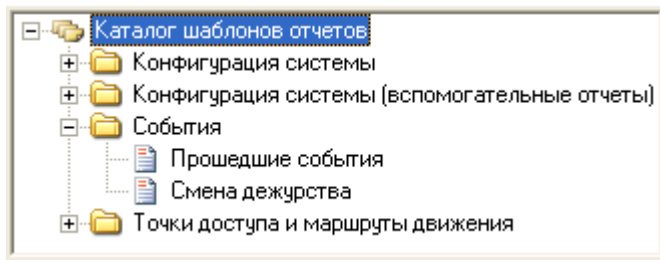 Каталог шаблонов отчетов
Конфигурация системы
Конфигурация системы (вспомогательные отчеты)
События
Прошедшие события
Смена дежурства
Точки доступа и маршруты движения